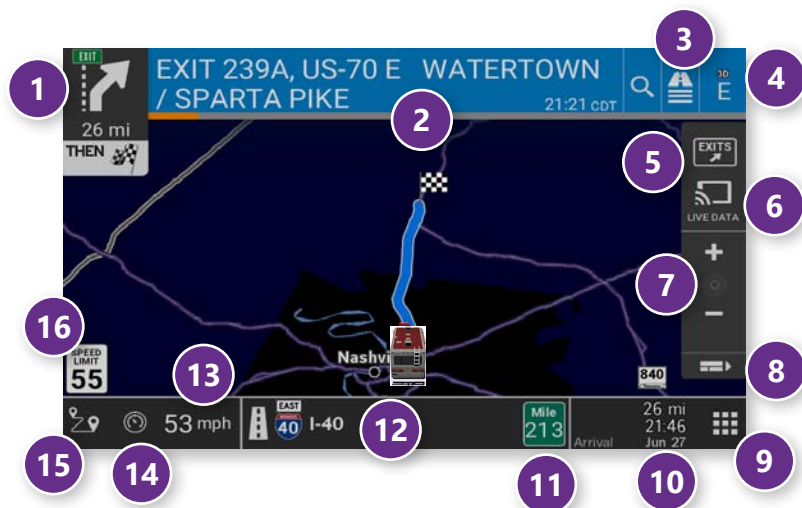 3
EXIT
EXIT 239A, US-70 E WATERTOWN
/ SPARTA PIKE
21:21 CDT
3D
E
4
1
26 mi
THEN
2
EXITS
5
LIVE DATA
6
7
16
SPEED
LIMIT
55
13
Nashvi
840
8
53 mph
EAST
40
I-40
12
Mile
213
Arrival
26 mi
21:46
Jun 27
15
14
11
10
9